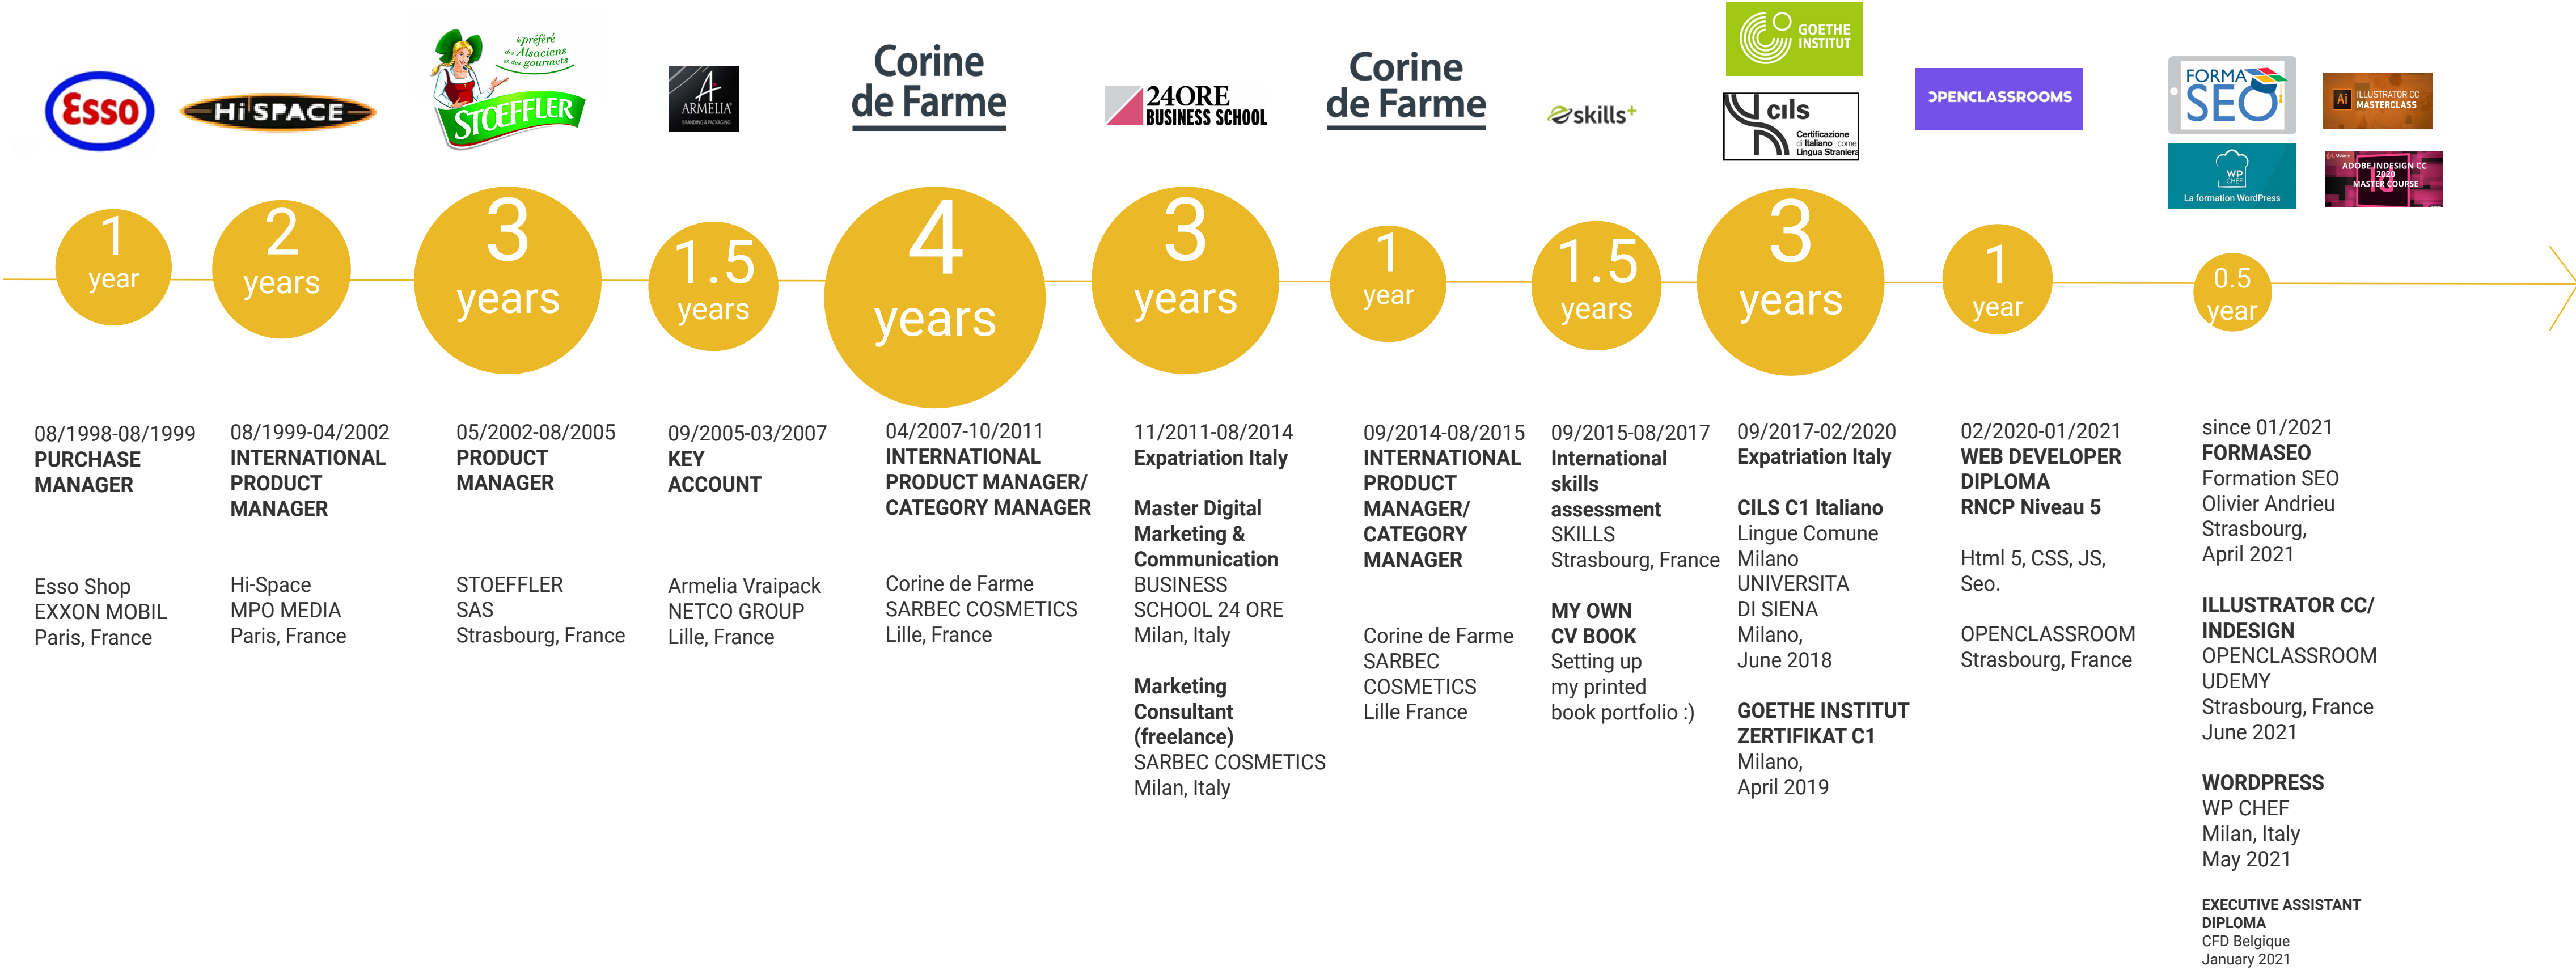 Esso
Hi SPACE
le préféré
des Alsaciens
et des gourmets
STŒFFLER
A
ARMELIA
BRANDING & PACKAGING
Corine
de Farme
24ORE
BUSINESS SCHOOL
Corine
de Farme
eskills+
GOETHE
INSTITUT
cils
Certificazione
di Italiano come
Lingua Straniera
OPENCLASSROOMS
FORMA
SEO
WP
CHEF
La formation WordPress
Ai
ILLUSTRATOR CC
MASTERCLASS
Udemy
ADOBE INDESIGN CC
2020
MASTER COURSE
1
year
2
years
3
years
1.5
years
4
years
3
years
1
year
1.5
years
3
years
1
year
0.5
year
08/1998-08/1999
PURCHASE
MANAGER
Esso Shop
EXXON MOBIL
Paris, France
08/1999-04/2002
INTERNATIONAL
PRODUCT
MANAGER
Hi-Space
MPO MEDIA
Paris, France
05/2002-08/2005
PRODUCT
MANAGER
STOEFFLER
SAS
Strasbourg, France
09/2005-03/2007
KEY
ACCOUNT
Armelia Vraipack
NETCO GROUP
Lille, France
04/2007-10/2011
INTERNATIONAL
PRODUCT MANAGER/
CATEGORY MANAGER
Corine de Farme
SARBEC COSMETICS
Lille, France
11/2011-08/2014
Expatriation Italy
Master Digital
Marketing &
Communication
BUSINESS
SCHOOL 24 ORE
Milan, Italy
Marketing
Consultant
(freelance)
SARBEC COSMETICS
Milan, Italy
09/2014-08/2015
INTERNATIONAL
PRODUCT
MANAGER/
CATEGORY
MANAGER
Corine de Farme
SARBEC
COSMETICS
Lille France
09/2015-08/2017
International
skills
assessment
SKILLS
Strasbourg, France
MY OWN
CV BOOK
Setting up
my printed
book portfolio :)
09/2017-02/2020
Expatriation Italy
CILS C1 Italiano
Lingue Comune
Milano
UNIVERSITA
DI SIENA
Milano,
June 2018
GOETHE INSTITUT
ZERTIFIKAT C1
Milano,
April 2019
02/2020-01/2021
WEB DEVELOPER
DIPLOMA
RNCP Niveau 5
Html 5, CSS, JS,
Seo.
OPENCLASSROOM
Strasbourg, France
since 01/2021
FORMASEO
Formation SEO
Olivier Andrieu
Strasbourg,
April 2021
ILLUSTRATOR CC/
INDESIGN
OPENCLASSROOM
UDEMY
Strasbourg, France
June 2021
WORDPRESS
WP CHEF
Milan, Italy
May 2021
EXECUTIVE ASSISTANT
DIPLOMA
CFD Belgique
January 2021